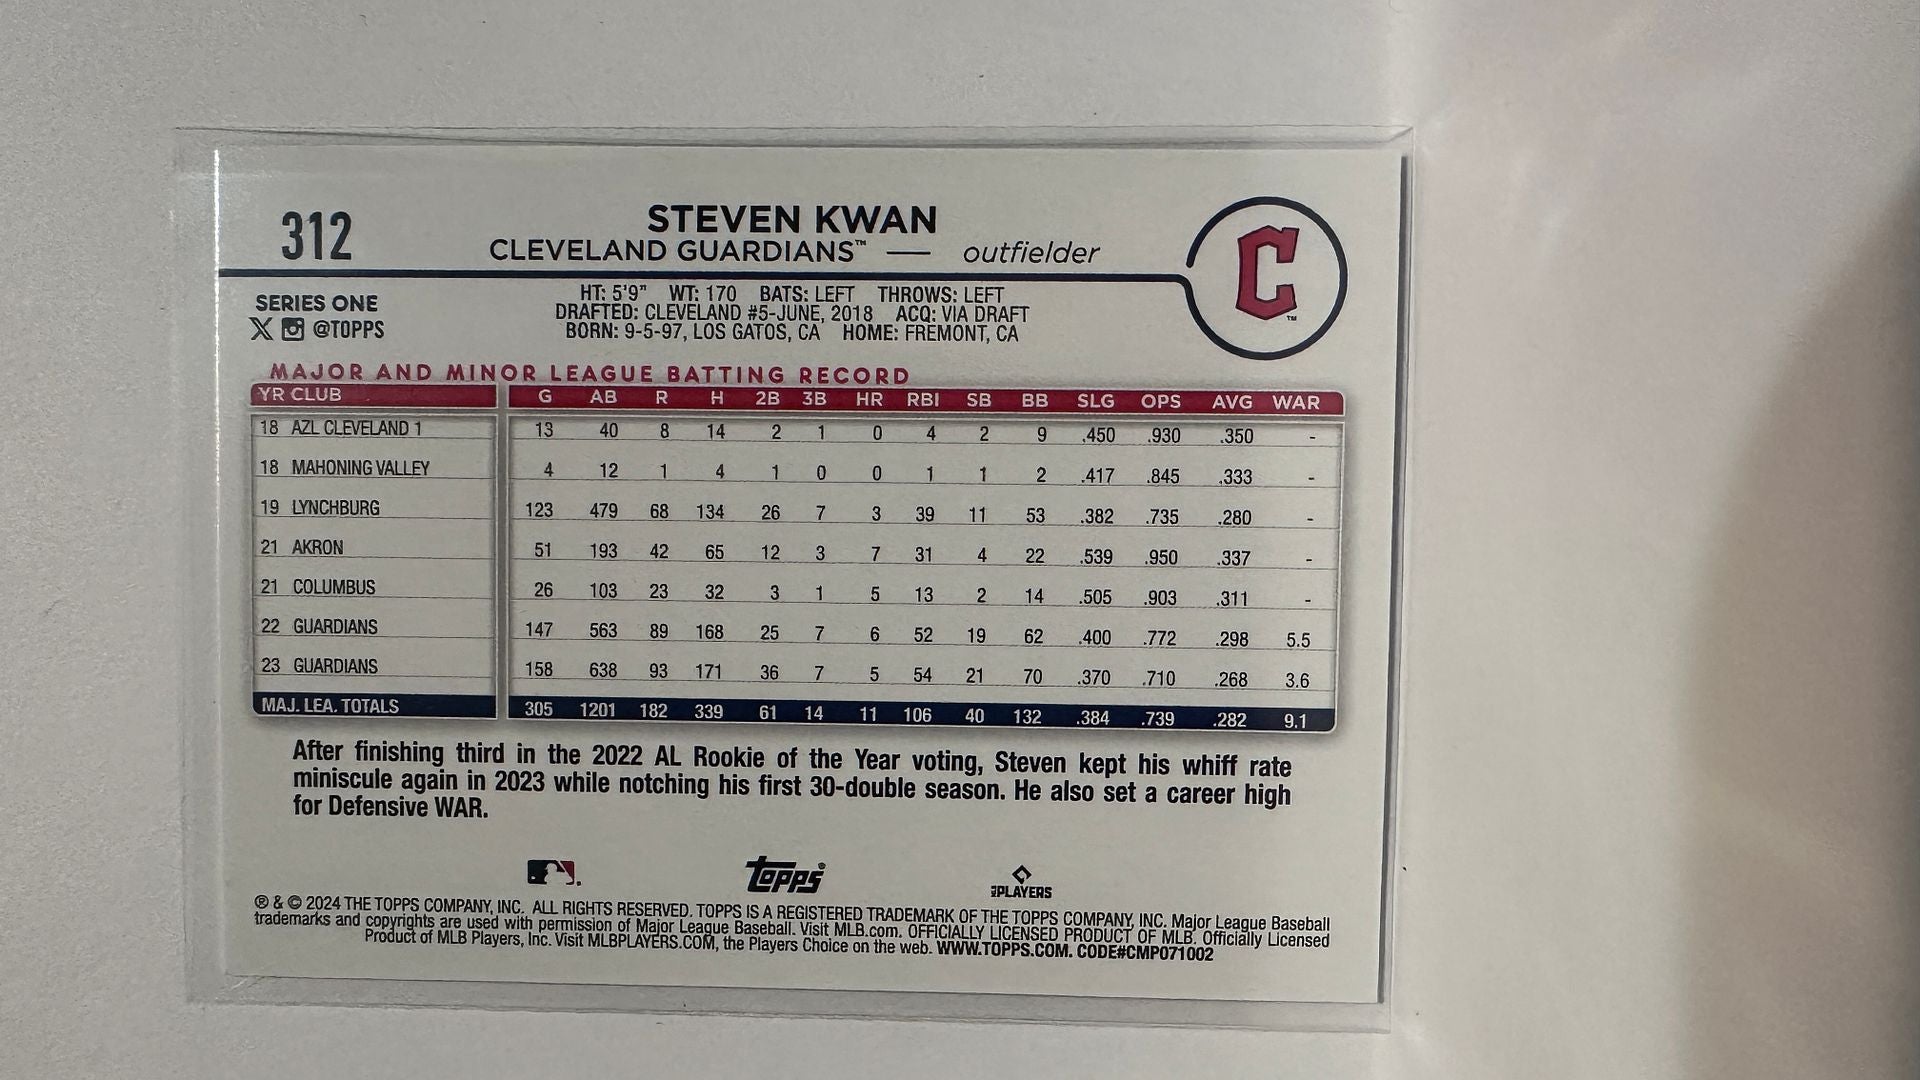 312
STEVEN KWAN
CLEVELAND GUARDIANS™ — outfielder
C™
SERIES ONE
@TOPPS
HT: 5'9" WT: 170 BATS: LEFT THROWS: LEFT
DRAFTED: CLEVELAND #5-JUNE, 2018 ACQ: VIA DRAFT
BORN: 9-5-97, LOS GATOS, CA HOME: FREMONT, CA
MAJOR AND MINOR LEAGUE BATTING RECORD
YR CLUB G AB R H 2B 3B HR RBI SB BB SLG OPS AVG WAR
18 AZL CLEVELAND 1 13 40 8 14 2 1 0 4 2 9 .450 .930 .350 -
18 MAHONING VALLEY 4 12 1 4 1 0 0 1 1 2 .417 .845 .333 -
19 LYNCHBURG 123 479 68 134 26 7 3 39 11 53 .382 .735 .280 -
21 AKRON 51 193 42 65 12 3 7 31 4 22 .539 .950 .337 -
21 COLUMBUS 26 103 23 32 3 1 5 13 2 14 .505 .903 .311 -
22 GUARDIANS 147 563 89 168 25 7 6 52 19 62 .400 .772 .298 5.5
23 GUARDIANS 158 638 93 171 36 7 5 54 21 70 .370 .710 .268 3.6
MAJ. LEA. TOTALS 305 1201 182 339 61 14 11 106 40 132 .384 .739 .282 9.1
After finishing third in the 2022 AL Rookie of the Year voting, Steven kept his whiff rate
miniscule again in 2023 while notching his first 30-double season. He also set a career high
for Defensive WAR.
Topps®
MLBPLAYERS
® & © 2024 THE TOPPS COMPANY, INC. ALL RIGHTS RESERVED. TOPPS IS A REGISTERED TRADEMARK OF THE TOPPS COMPANY, INC. Major League Baseball
trademarks and copyrights are used with permission of Major League Baseball. Visit MLB.com. OFFICIALLY LICENSED PRODUCT OF MLB. Officially Licensed
Product of MLB Players, Inc. Visit MLBPLAYERS.COM, the Players Choice on the web. WWW.TOPPS.COM. CODE#CMP071002